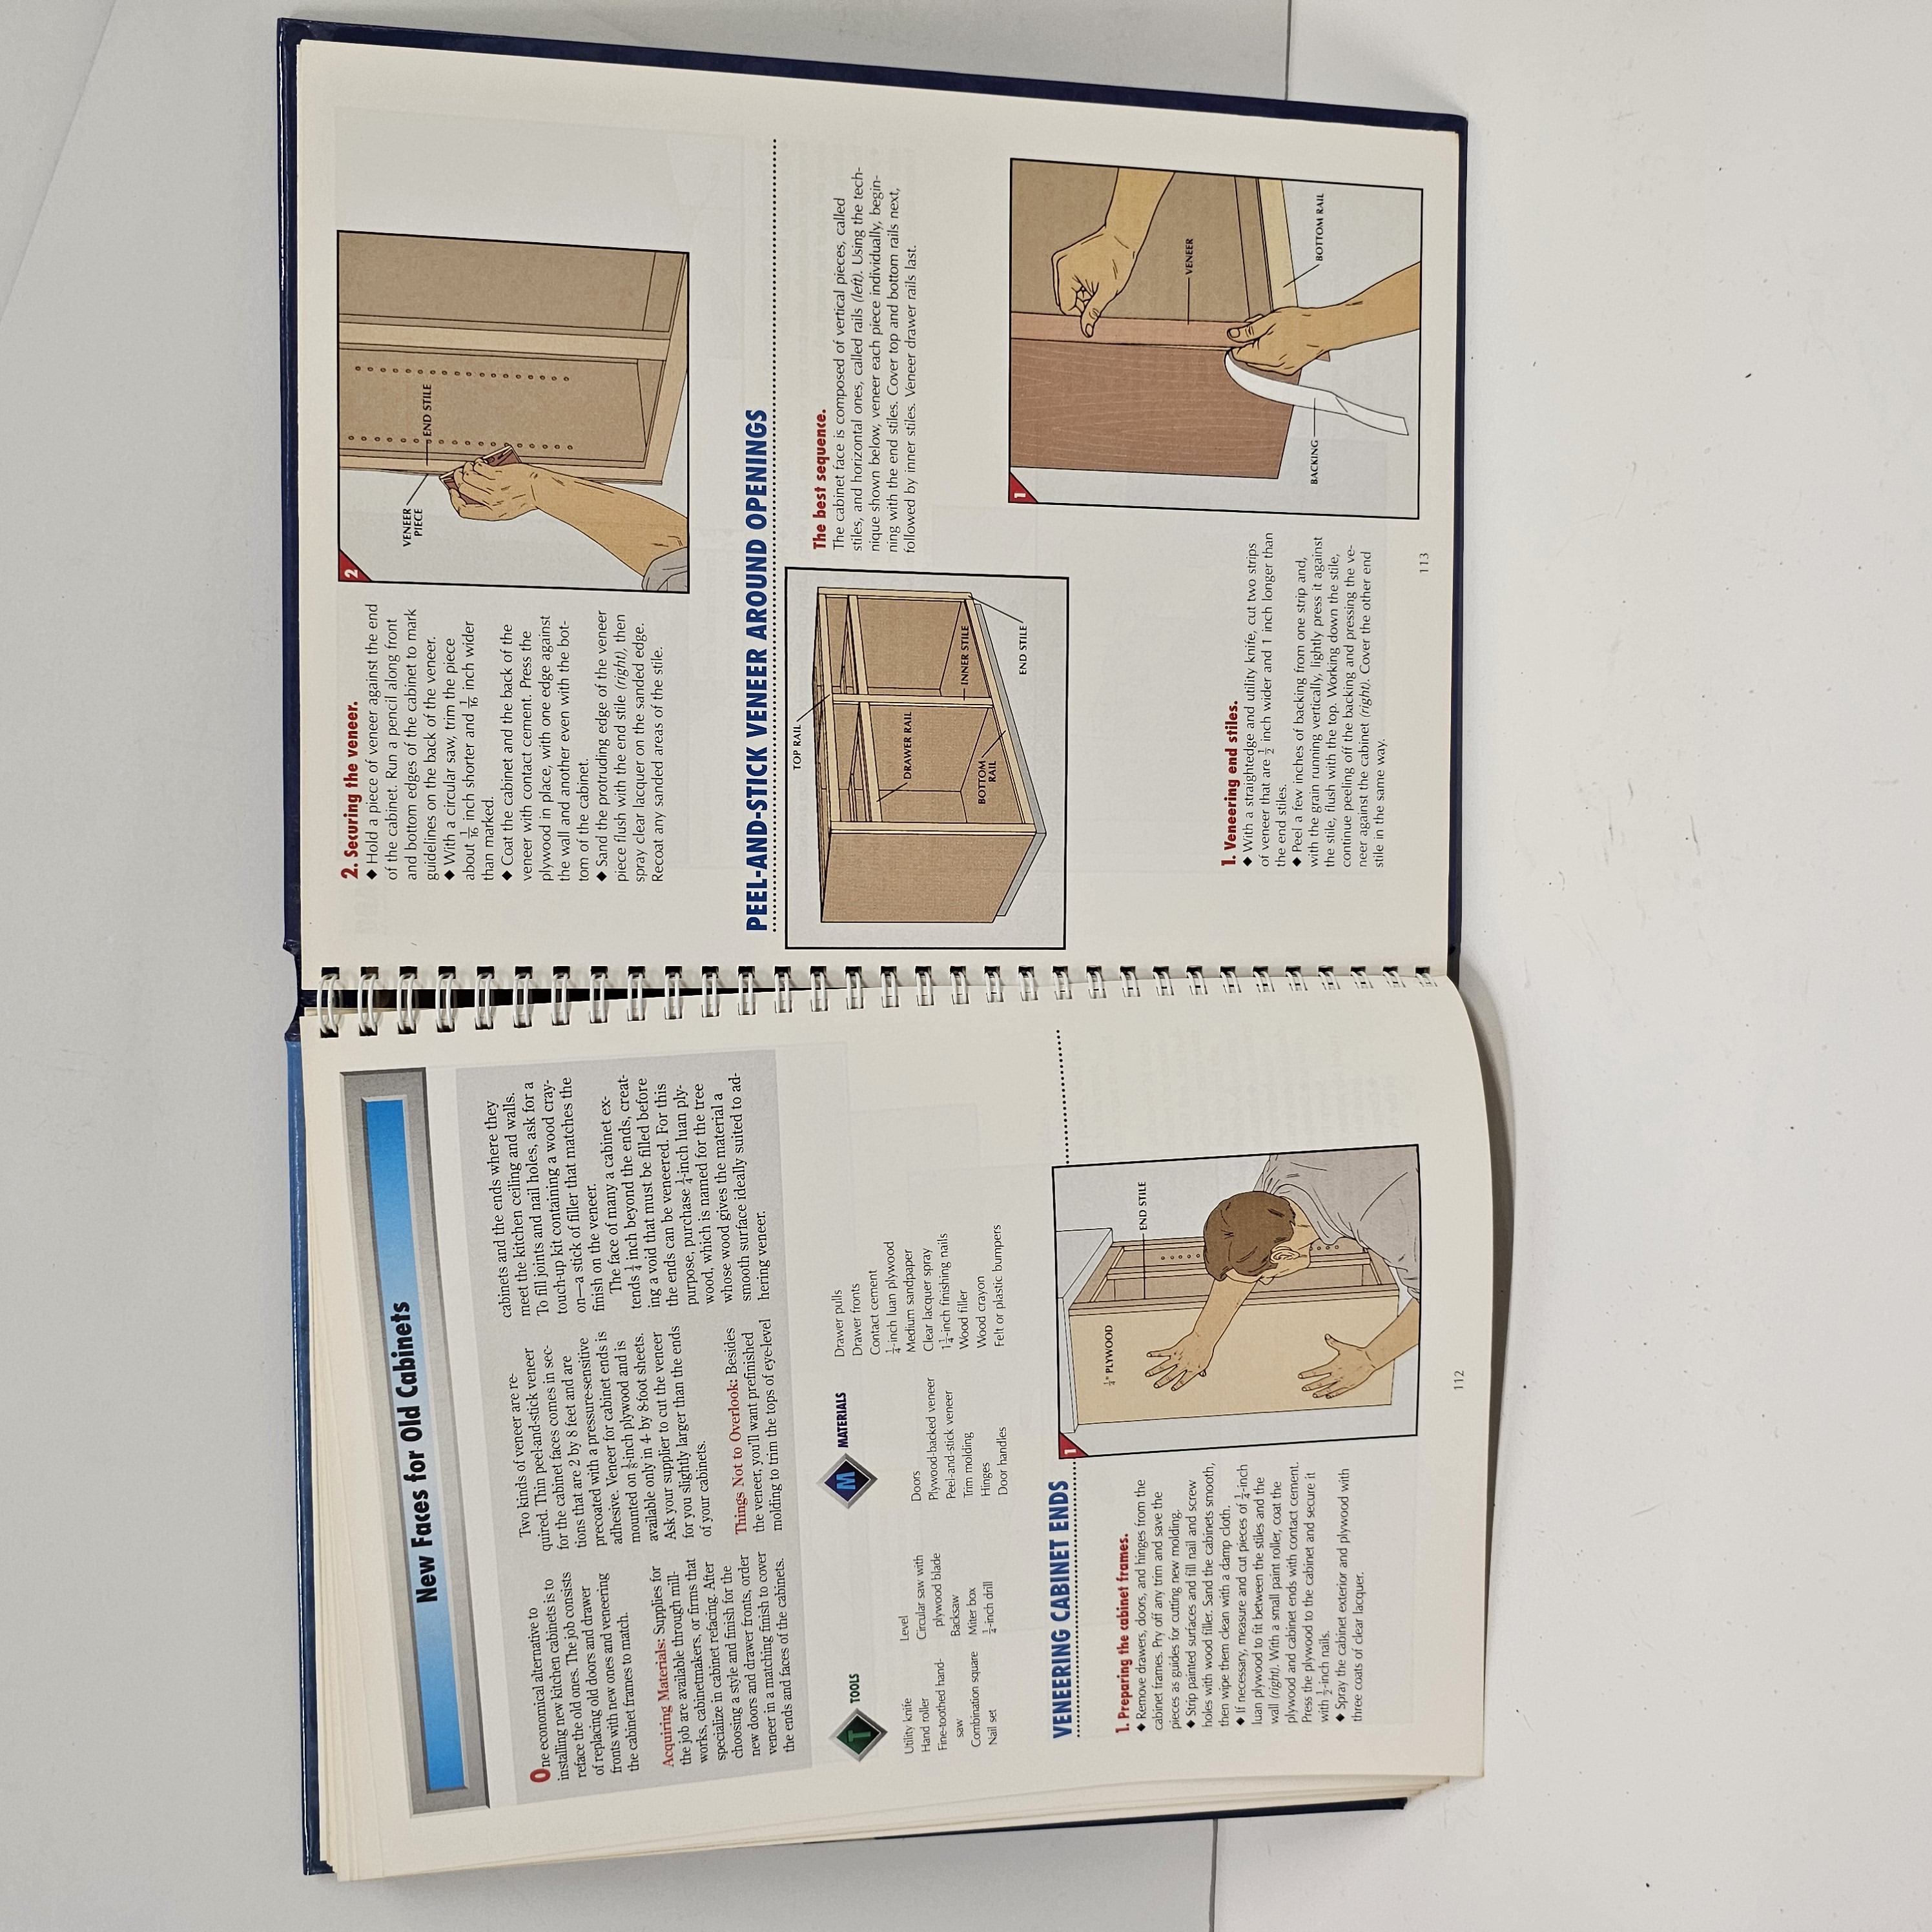 New Faces for Old Cabinets
One economical alternative to
installing new kitchen cabinets is to
reface the old ones. The job consists
of replacing old doors and drawer
fronts with new ones and veneering
the cabinet frames to match.
Acquiring Materials: Supplies for
the job are available through mill-
works, cabinetmakers, or firms that
specialize in cabinet refacing. After
choosing a style and finish for the
new doors and drawer fronts, order
veneer in a matching finish to cover
the ends and faces of the cabinets.
Two kinds of veneer are re-
quired. Thin peel-and-stick veneer
for the cabinet faces comes in sec-
tions that are 2 by 8 feet and are
precoated with a pressure-sensitive
adhesive. Veneer for cabinet ends is
mounted on 1/8-inch plywood and is
available only in 4- by 8-foot sheets.
Ask your supplier to cut the veneer
for you slightly larger than the ends
of your cabinets.
Things Not to Overlook: Besides
the veneer, you'll want prefinished
molding to trim the tops of eye-level
cabinets and the ends where they
meet the kitchen ceiling and walls.
To fill joints and nail holes, ask for a
touch-up kit containing a wood cray-
on—a stick of filler that matches the
finish on the veneer.
The face of many a cabinet ex-
tends 1/4 inch beyond the ends, creat-
ing a void that must be filled before
the ends can be veneered. For this
purpose, purchase 1/4-inch luan ply-
wood, which is named for the tree
whose wood gives the material a
smooth surface ideally suited to ad-
hering veneer.
T TOOLS
Utility knife
Hand roller
Fine-toothed hand-
saw
Combination square
Nail set
Level
Circular saw with
plywood blade
Backsaw
Miter box
1/4-inch drill
M MATERIALS
Doors
Plywood-backed veneer
Peel-and-stick veneer
Trim molding
Hinges
Door handles
Drawer pulls
Drawer fronts
Contact cement
1/4-inch luan plywood
Medium sandpaper
Clear lacquer spray
1 1/4-inch finishing nails
Wood filler
Wood crayon
Felt or plastic bumpers
VENEERING CABINET ENDS
1. Preparing the cabinet frames.
◆ Remove drawers, doors, and hinges from the
cabinet frames. Pry off any trim and save the
pieces as guides for cutting new molding.
◆ Strip painted surfaces and fill nail and screw
holes with wood filler. Sand the cabinets smooth,
then wipe them clean with a damp cloth.
◆ If necessary, measure and cut pieces of 1/4-inch
luan plywood to fit between the stiles and the
wall (right). With a small paint roller, coat the
plywood and cabinet ends with contact cement.
Press the plywood to the cabinet and secure it
with 1/2-inch nails.
◆ Spray the cabinet exterior and plywood with
three coats of clear lacquer.
1
1/4" PLYWOOD
END STILE
112
2. Securing the veneer.
◆ Hold a piece of veneer against the end
of the cabinet. Run a pencil along front
and bottom edges of the cabinet to mark
guidelines on the back of the veneer.
◆ With a circular saw, trim the piece
about 1/16 inch shorter and 1/16 inch wider
than marked.
◆ Coat the cabinet and the back of the
veneer with contact cement. Press the
plywood in place, with one edge against
the wall and another even with the bot-
tom of the cabinet.
◆ Sand the protruding edge of the veneer
piece flush with the end stile (right), then
spray clear lacquer on the sanded edge.
Recoat any sanded areas of the stile.
2
VENEER
PIECE
END STILE
PEEL-AND-STICK VENEER AROUND OPENINGS
TOP RAIL
DRAWER RAIL
INNER STILE
BOTTOM
RAIL
END STILE
The best sequence.
The cabinet face is composed of vertical pieces, called
stiles, and horizontal ones, called rails (left). Using the tech-
nique shown below, veneer each piece individually, begin-
ning with the end stiles. Cover top and bottom rails next,
followed by inner stiles. Veneer drawer rails last.
1. Veneering end stiles.
◆ With a straightedge and utility knife, cut two strips
of veneer that are 1/2 inch wider and 1 inch longer than
the end stiles.
◆ Peel a few inches of backing from one strip and,
with the grain running vertically, lightly press it against
the stile, flush with the top. Working down the stile,
continue peeling off the backing and pressing the ve-
neer against the cabinet (right). Cover the other end
stile in the same way.
1
VENEER
BACKING
BOTTOM RAIL
113